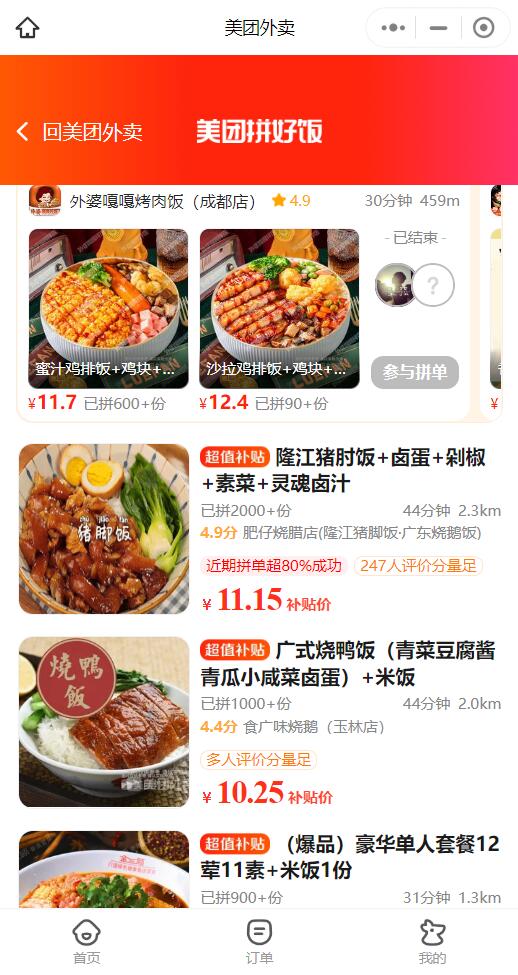 美团外卖
回美团外卖
美团拼好饭
外婆嘎嘎烤肉饭（成都店） 4.9 30分钟 459m
- 已结束 -
?
蜜汁鸡排饭+鸡块+...
沙拉鸡排饭+鸡块+...
参与拼单
¥11.7 已拼600+份
¥12.4 已拼90+份
¥
超值补贴 隆江猪肘饭+卤蛋+剁椒
+素菜+灵魂卤汁
已拼2000+份 44分钟 2.3km
4.9分 肥仔烧腊店(隆江猪脚饭·广东烧鹅饭)
近期拼单超80%成功 247人评价分量足
¥ 11.15 补贴价
zhū jiǎo fàn
猪脚饭
超值补贴 广式烧鸭饭（青菜豆腐酱
青瓜小咸菜卤蛋）+米饭
已拼1000+份 44分钟 2.0km
4.4分 食广味烧鹅（玉林店）
多人评价分量足
¥ 10.25 补贴价
燒鴨
飯
超值补贴 （爆品）豪华单人套餐12
荤11素+米饭1份
已拼900+份 31分钟 1.3km
首页
订单
我的